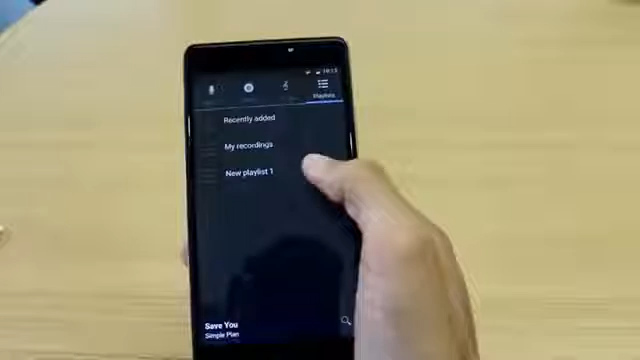 Playlists
Recently added
My recordings
New playlist 1
Save You
Simple Plan